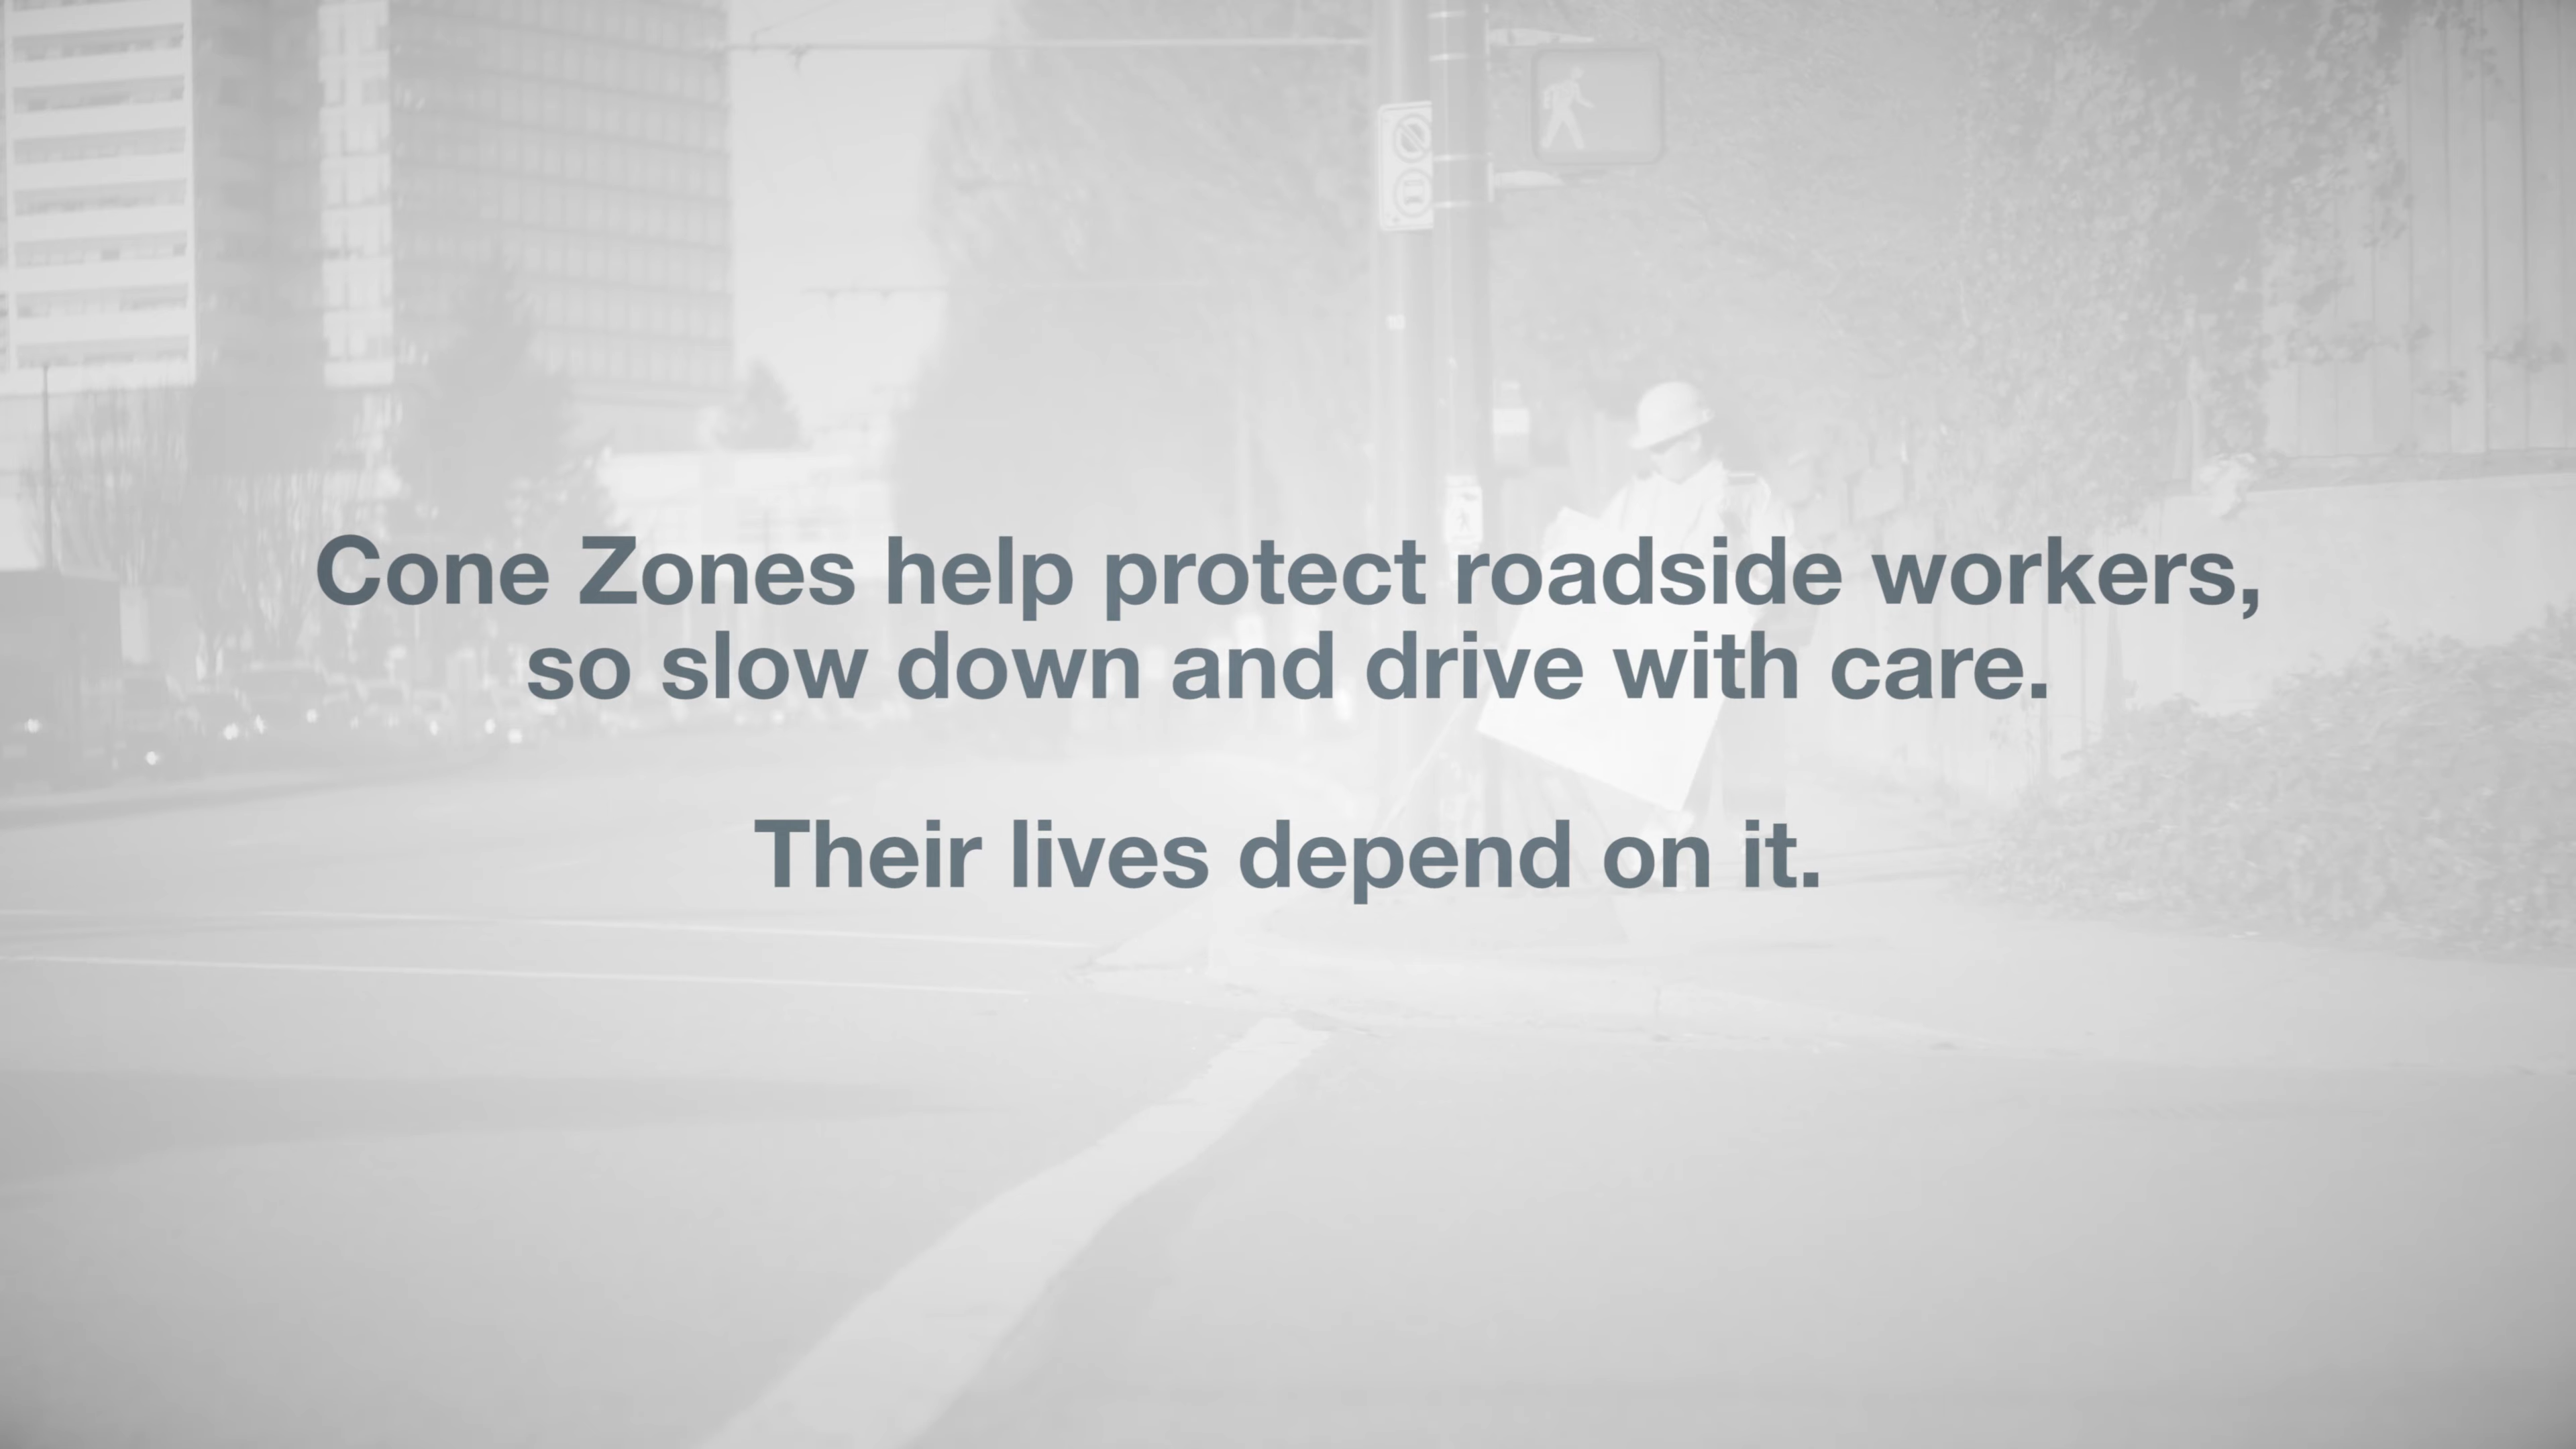 Cone Zones help protect roadside workers,
so slow down and drive with care.
Their lives depend on it.